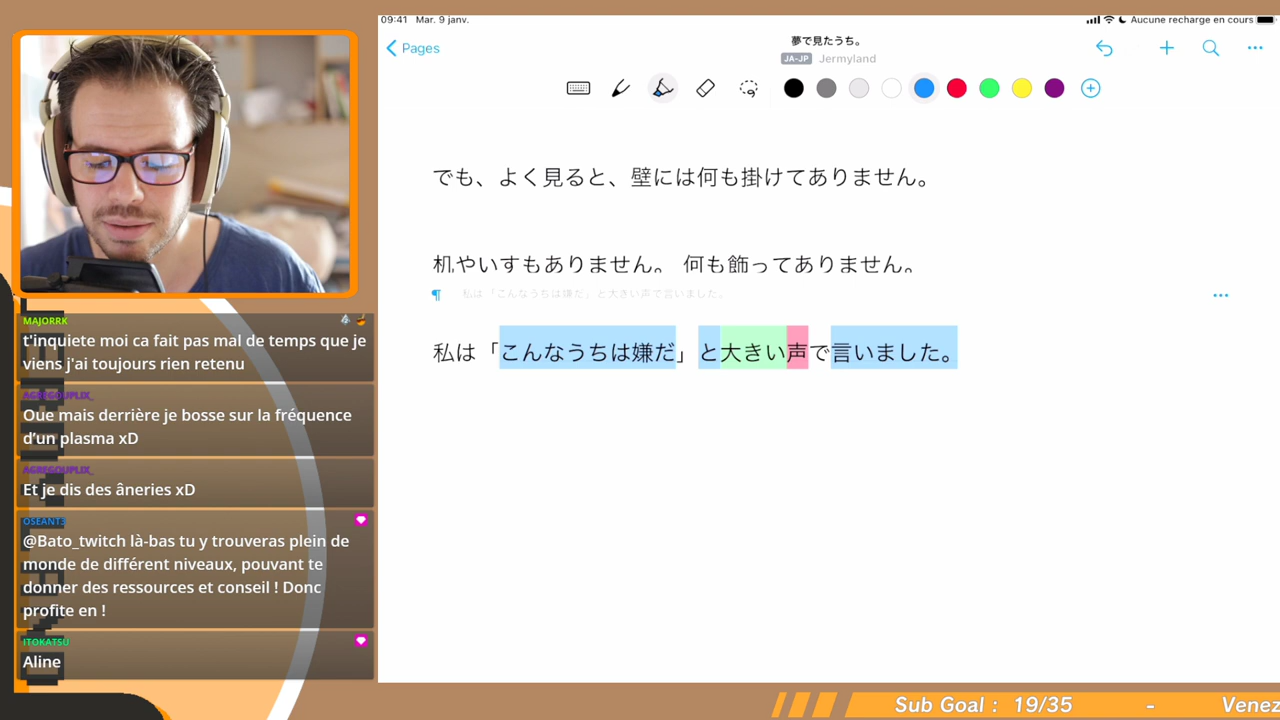 09:41 Mar. 9 janv.
Aucune recharge en cours
Pages
夢で見たうち。
JA-JP Jermyland
でも、よく見ると、壁には何も掛けてありません。
机やいすもありません。 何も飾ってありません。
¶ 私は「こんなうちは嫌だ」と大きい声で言いました。
私は「こんなうちは嫌だ」と大きい声で言いました。
MAJORRK
t'inquiete moi ca fait pas mal de temps que je
viens j'ai toujours rien retenu
AGREGOUPLIX_
Oue mais derrière je bosse sur la fréquence
d'un plasma xD
AGREGOUPLIX_
Et je dis des âneries xD
OSEANT3
@Bato_twitch là-bas tu y trouveras plein de
monde de différent niveaux, pouvant te
donner des ressources et conseil ! Donc
profite en !
ITOKATSU
Aline
Sub Goal : 19/35 - Venez